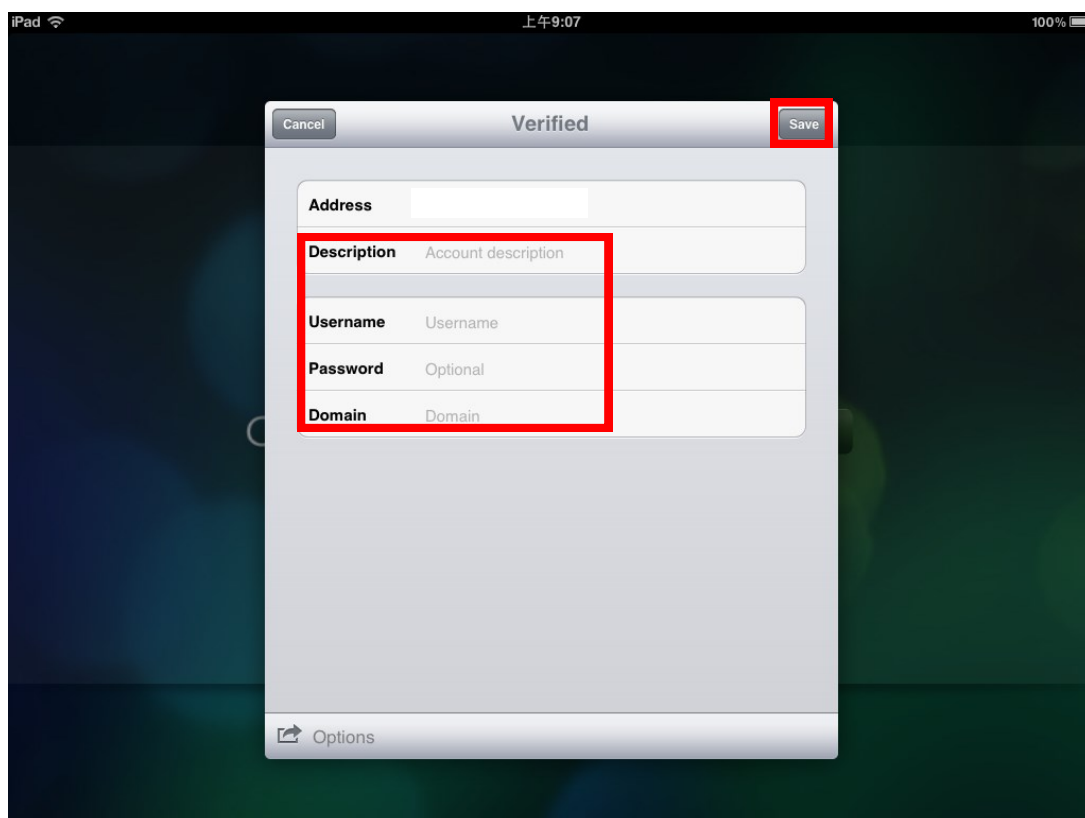 iPad 上午9:07 100%
Cancel Verified Save
Address
Description Account description
Username Username
Password Optional
Domain Domain
Options